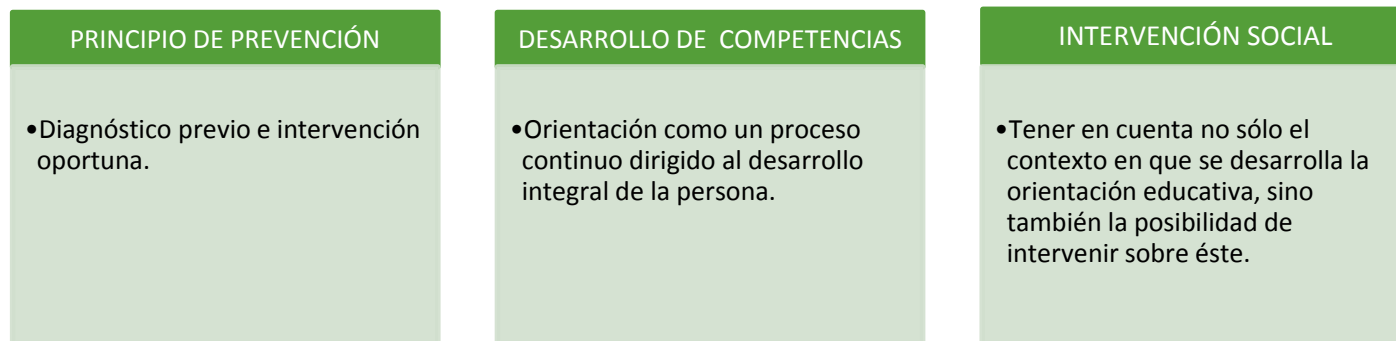 PRINCIPIO DE PREVENCIÓN
•Diagnóstico previo e intervención
oportuna.
DESARROLLO DE COMPETENCIAS
•Orientación como un proceso
continuo dirigido al desarrollo
integral de la persona.
INTERVENCIÓN SOCIAL
•Tener en cuenta no sólo el
contexto en que se desarrolla la
orientación educativa, sino
también la posibilidad de
intervenir sobre éste.